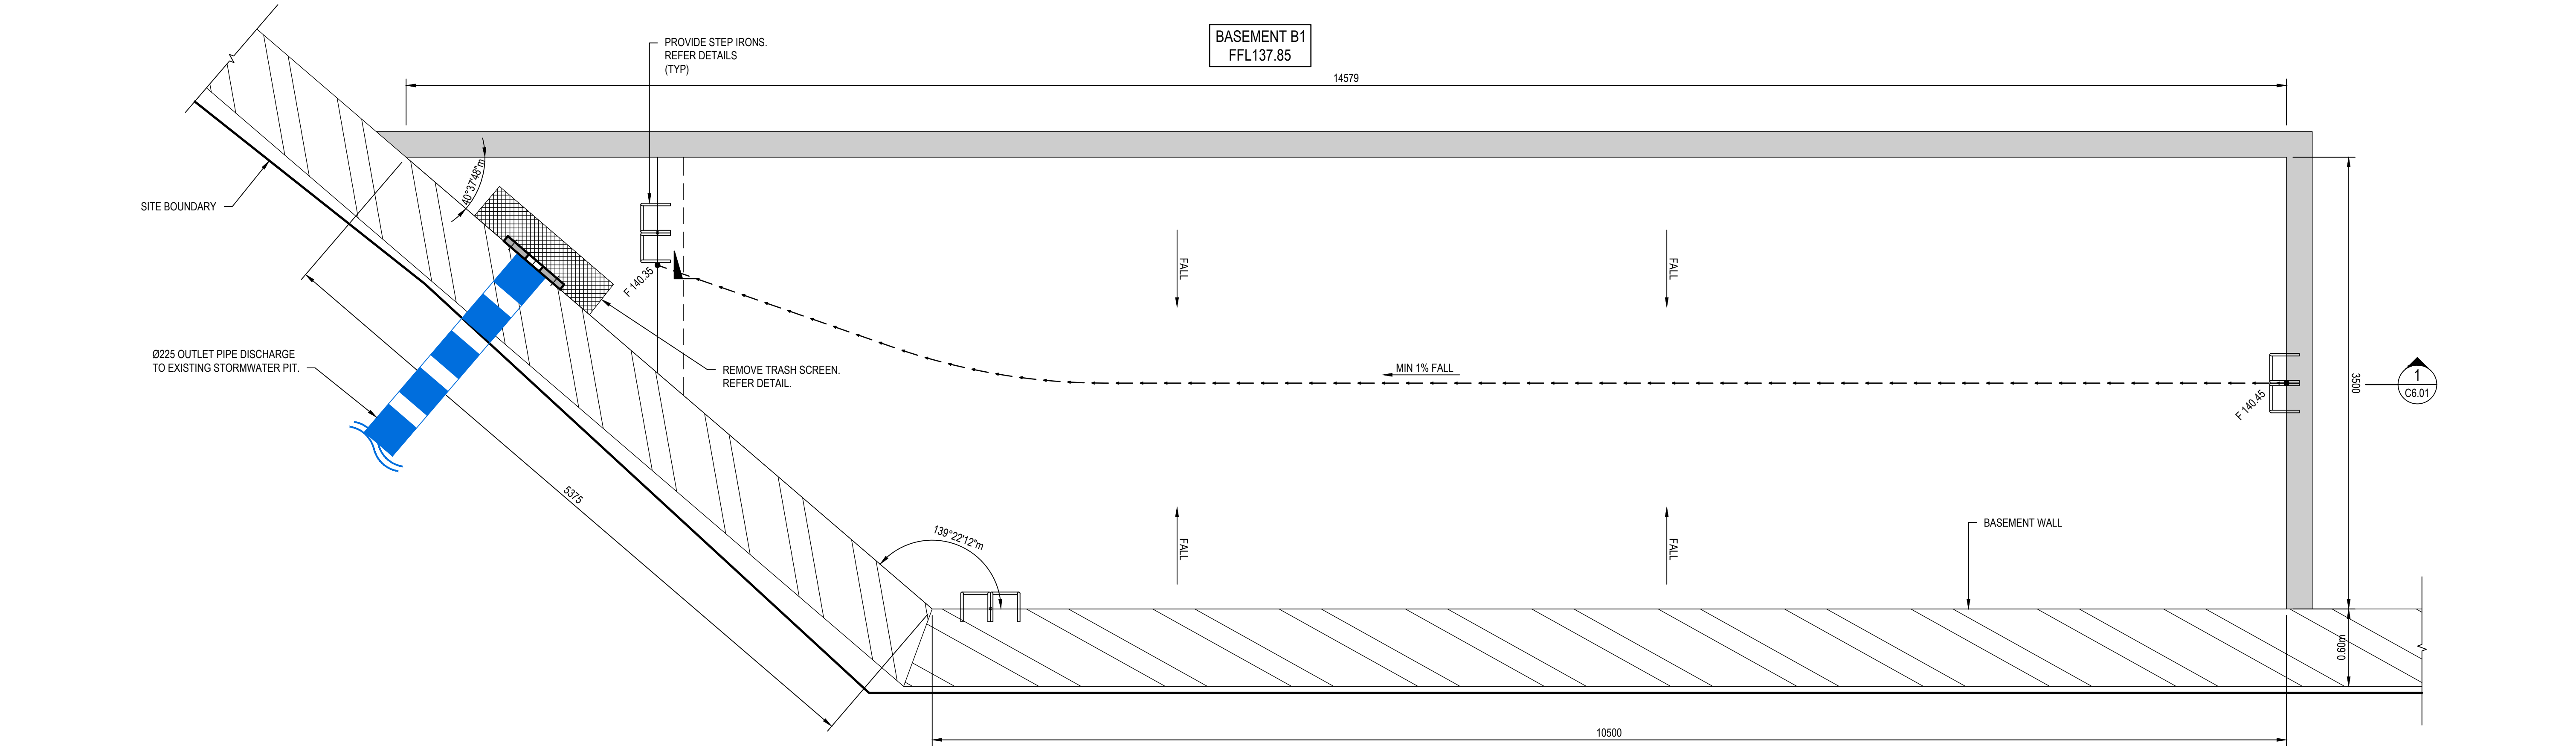 BASEMENT B1
FFL137.85
PROVIDE STEP IRONS.
REFER DETAILS
(TYP)
14579
40°37'48"m
SITE BOUNDARY
F 140.35
FALL
FALL
Ø225 OUTLET PIPE DISCHARGE
TO EXISTING STORMWATER PIT.
REMOVE TRASH SCREEN.
REFER DETAIL.
MIN 1% FALL
F 140.45
3500
1
C6.01
5375
139°22'12"m
FALL
FALL
BASEMENT WALL
0.60m
10500